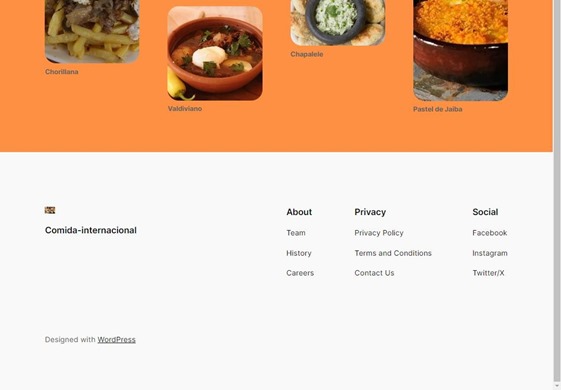 Chorillana
Valdiviano
Chapalele
Pastel de Jaiba
Comida-internacional
About
Team
History
Careers
Privacy
Privacy Policy
Terms and Conditions
Contact Us
Social
Facebook
Instagram
Twitter/X
Designed with WordPress